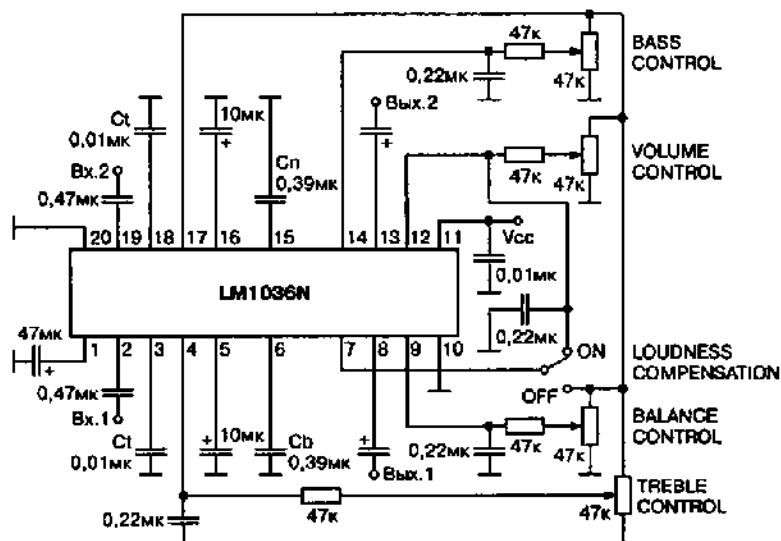 47к
BASS
CONTROL
0,22мк
47к
Вых.2
10мк
Ct
0,01мк
Сп
0,39мк
47к
VOLUME
CONTROL
47к
Вх.2
0,47мк
20 19 18 17 16 15 14 13 12 11
Vcc
0,01мк
LM1036N
47мк
0,22мк
1 2 3 4 5 6 7 8 9 10
ON
LOUDNESS
COMPENSATION
OFF
0,47мк
Вх.1
Ct
0,01мк
10мк
Cb
0,39мк
Вых.1
0,22мк
47к
47к
BALANCE
CONTROL
0,22мк
47к
47к
TREBLE
CONTROL